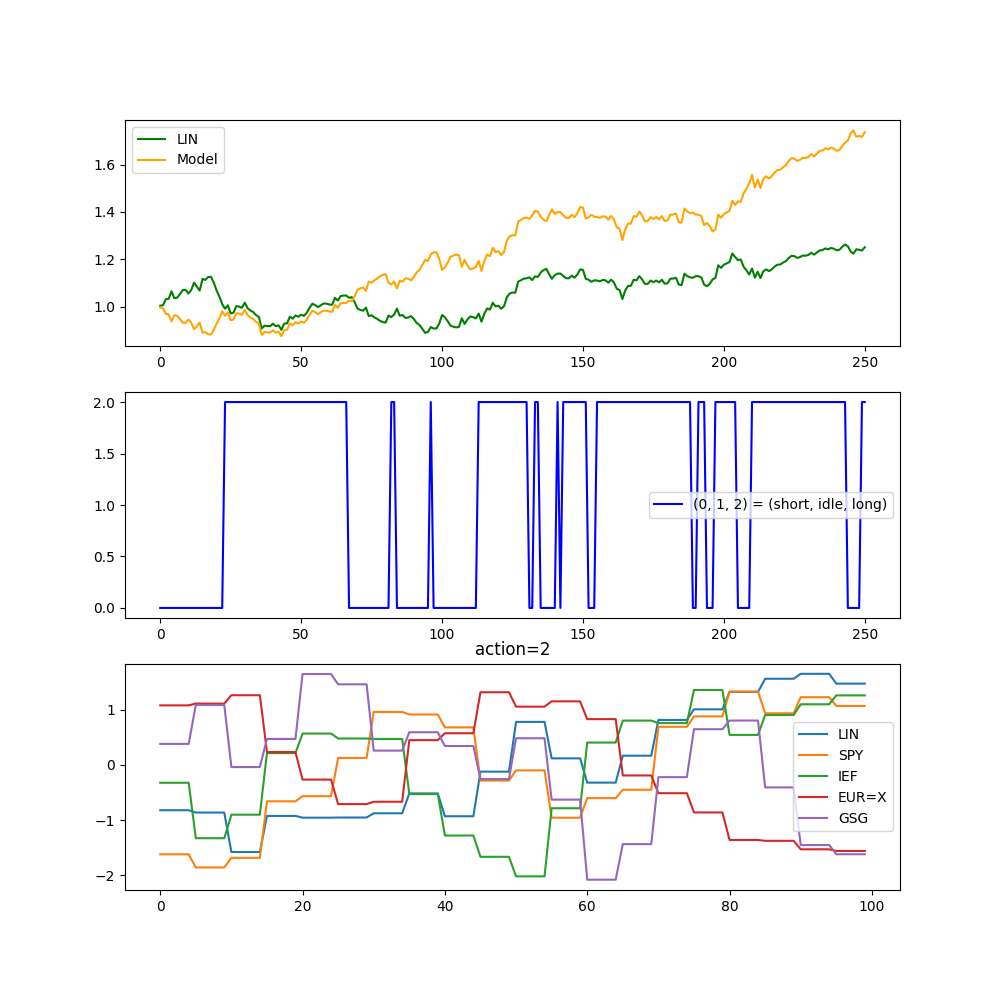 LIN
Model
1.6
1.4
1.2
1.0
0 50 100 150 200 250
2.0
1.5
1.0
0.5
0.0
(0, 1, 2) = (short, idle, long)
0 50 100 150 200 250
action=2
1
0
−1
−2
LIN
SPY
IEF
EUR=X
GSG
0 20 40 60 80 100